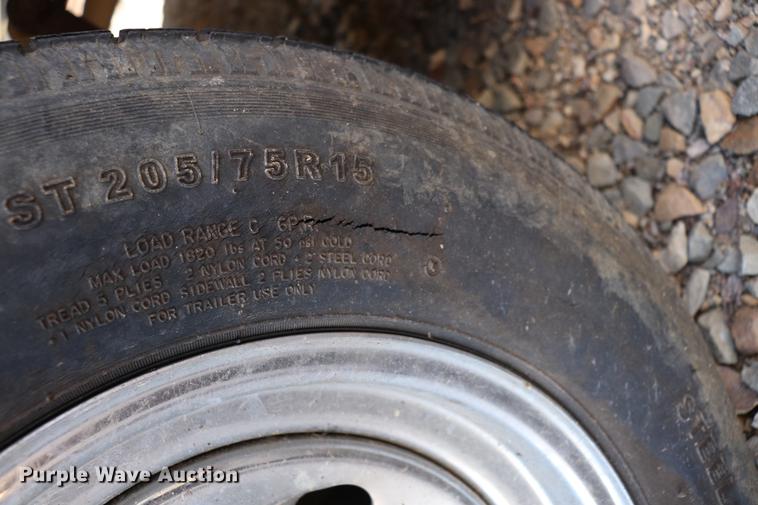 ST 205/75R15
LOAD RANGE C 6PR
MAX LOAD 1820 lbs AT 50 psi COLD
TREAD 5 PLIES 2 NYLON CORD + 2 STEEL CORD
+1 NYLON CORD SIDEWALL 2 PLIES NYLON CORD
FOR TRAILER USE ONLY
Purple Wave Auction